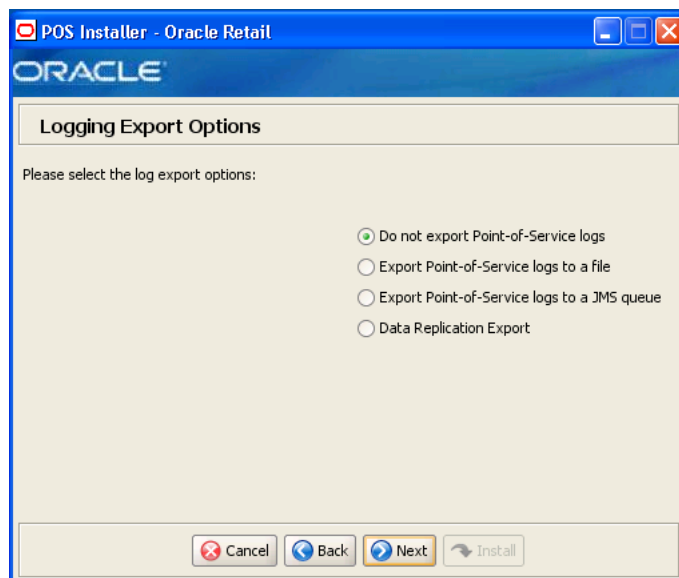 POS Installer - Oracle Retail
ORACLE
Logging Export Options
Please select the log export options:
Do not export Point-of-Service logs
Export Point-of-Service logs to a file
Export Point-of-Service logs to a JMS queue
Data Replication Export
Cancel Back Next Install